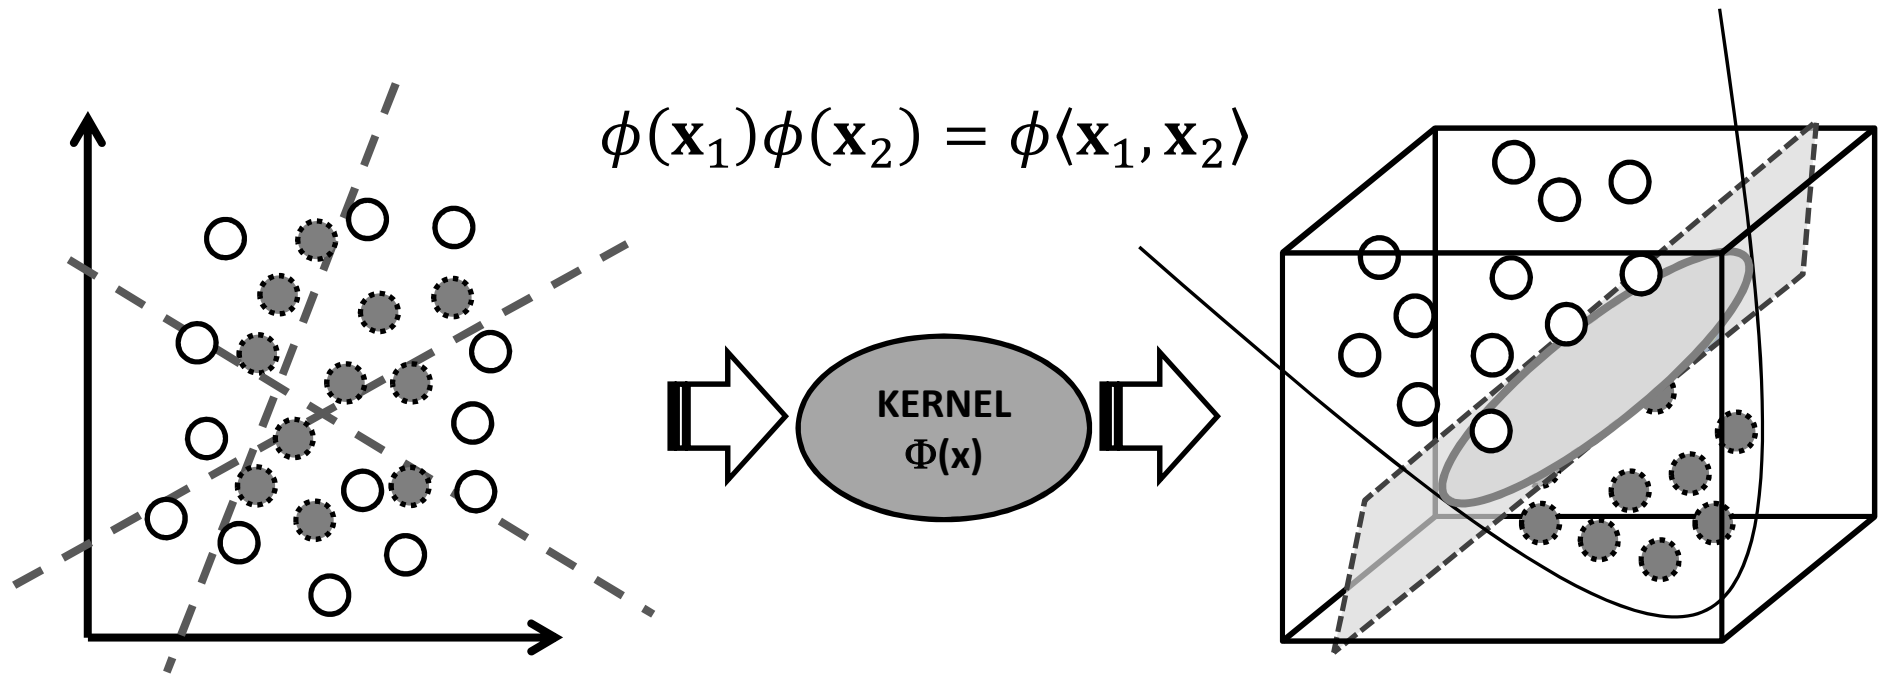 ϕ(𝐱₁)ϕ(𝐱₂) = ϕ⟨𝐱₁, 𝐱₂⟩
KERNEL
Φ(x)